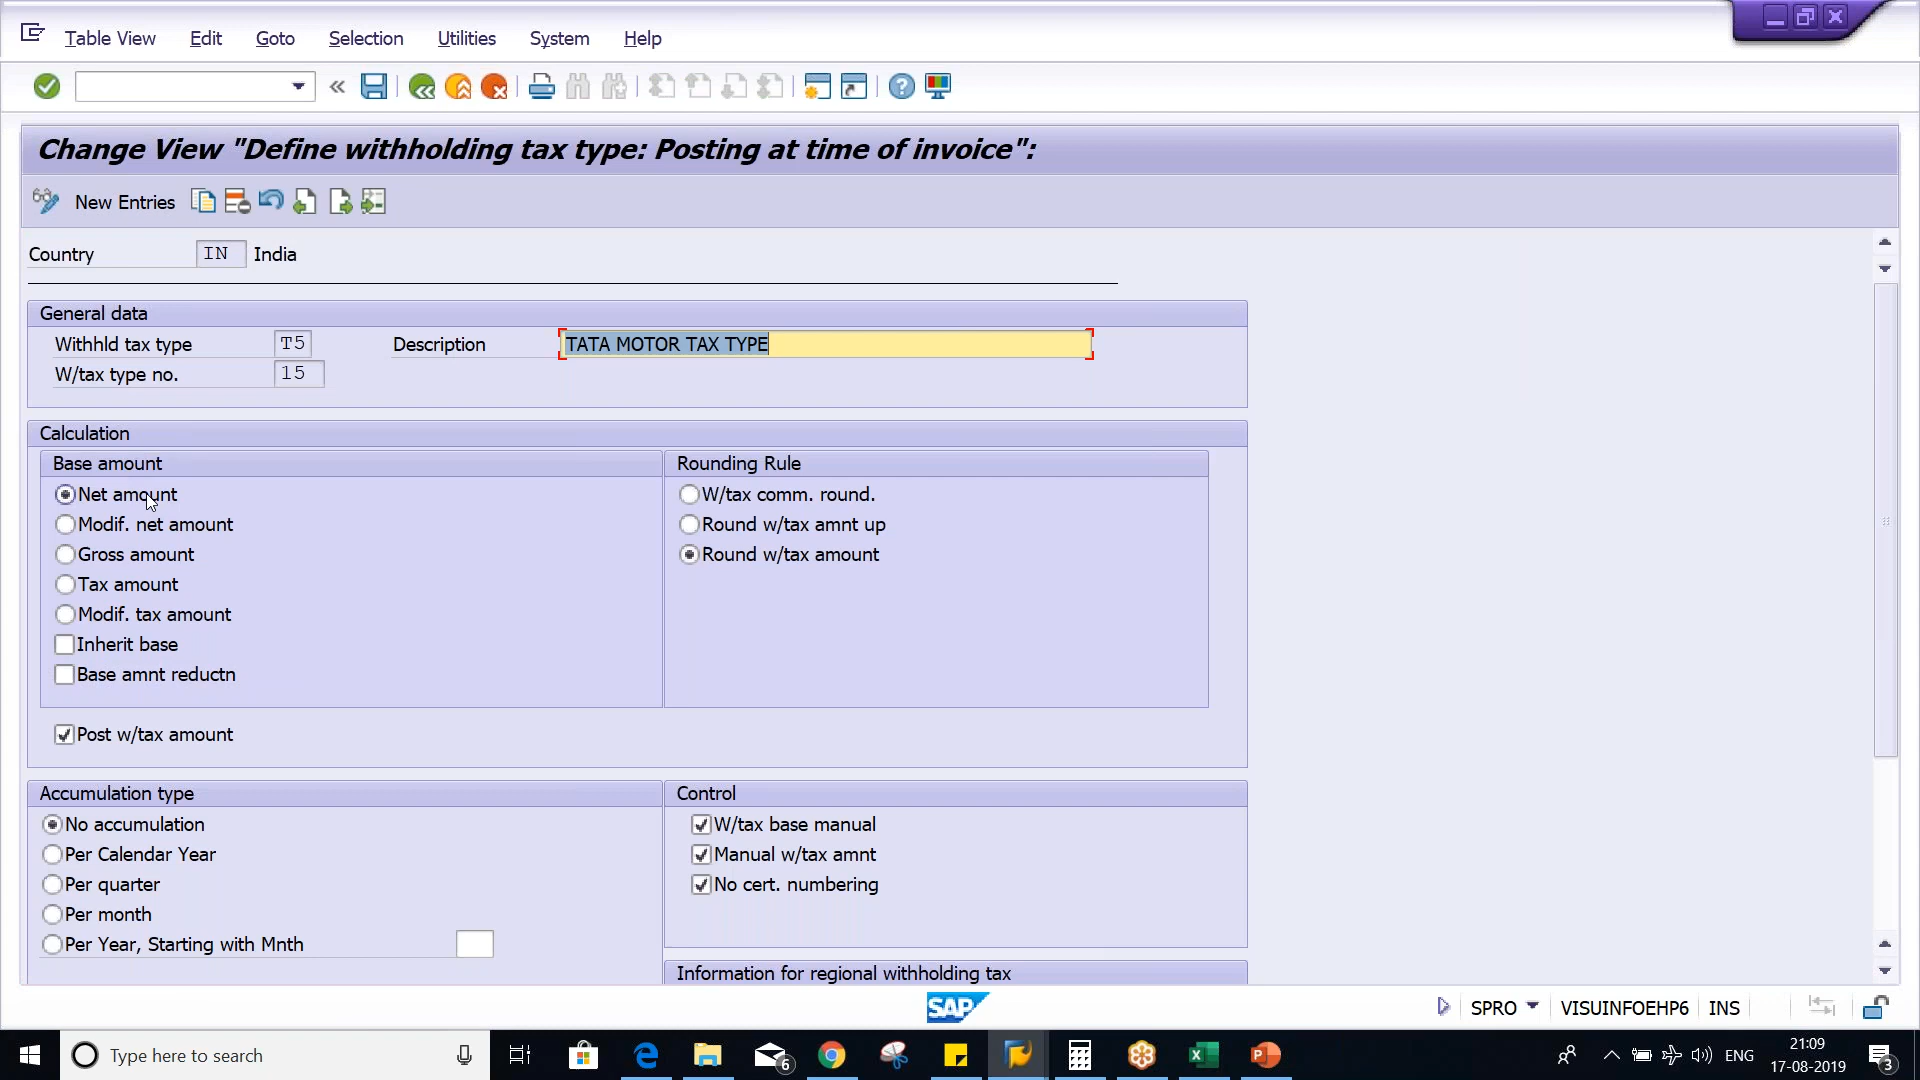 Table View Edit Goto Selection Utilities System Help
Change View "Define withholding tax type: Posting at time of invoice":
New Entries
Country IN India
General data
Withhld tax type T5 Description TATA MOTOR TAX TYPE
W/tax type no. 15
Calculation
Base amount Rounding Rule
Net amount W/tax comm. round.
Modif. net amount Round w/tax amnt up
Gross amount Round w/tax amount
Tax amount
Modif. tax amount
Inherit base
Base amnt reductn
Post w/tax amount
Accumulation type Control
No accumulation W/tax base manual
Per Calendar Year Manual w/tax amnt
Per quarter No cert. numbering
Per month
Per Year, Starting with Mnth
Information for regional withholding tax
SAP SPRO VISUINFOEHP6 INS
Type here to search 6 ENG 21:09
17-08-2019 3